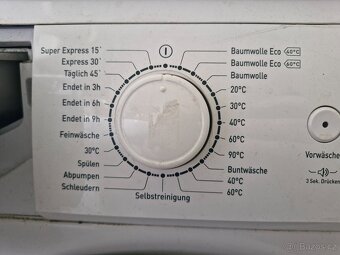 Super Express 15'
Express 30'
Täglich 45'
Endet in 3h
Endet in 6h
Endet in 9h
Feinwäsche
30°C
Spülen
Abpumpen
Schleudern
Selbstreinigung
Baumwolle Eco 40°C
Baumwolle Eco 60°C
Baumwolle
20°C
30°C
40°C
60°C
90°C
Buntwäsche
40°C
60°C
Vorwäsche
3 Sek. Drücken